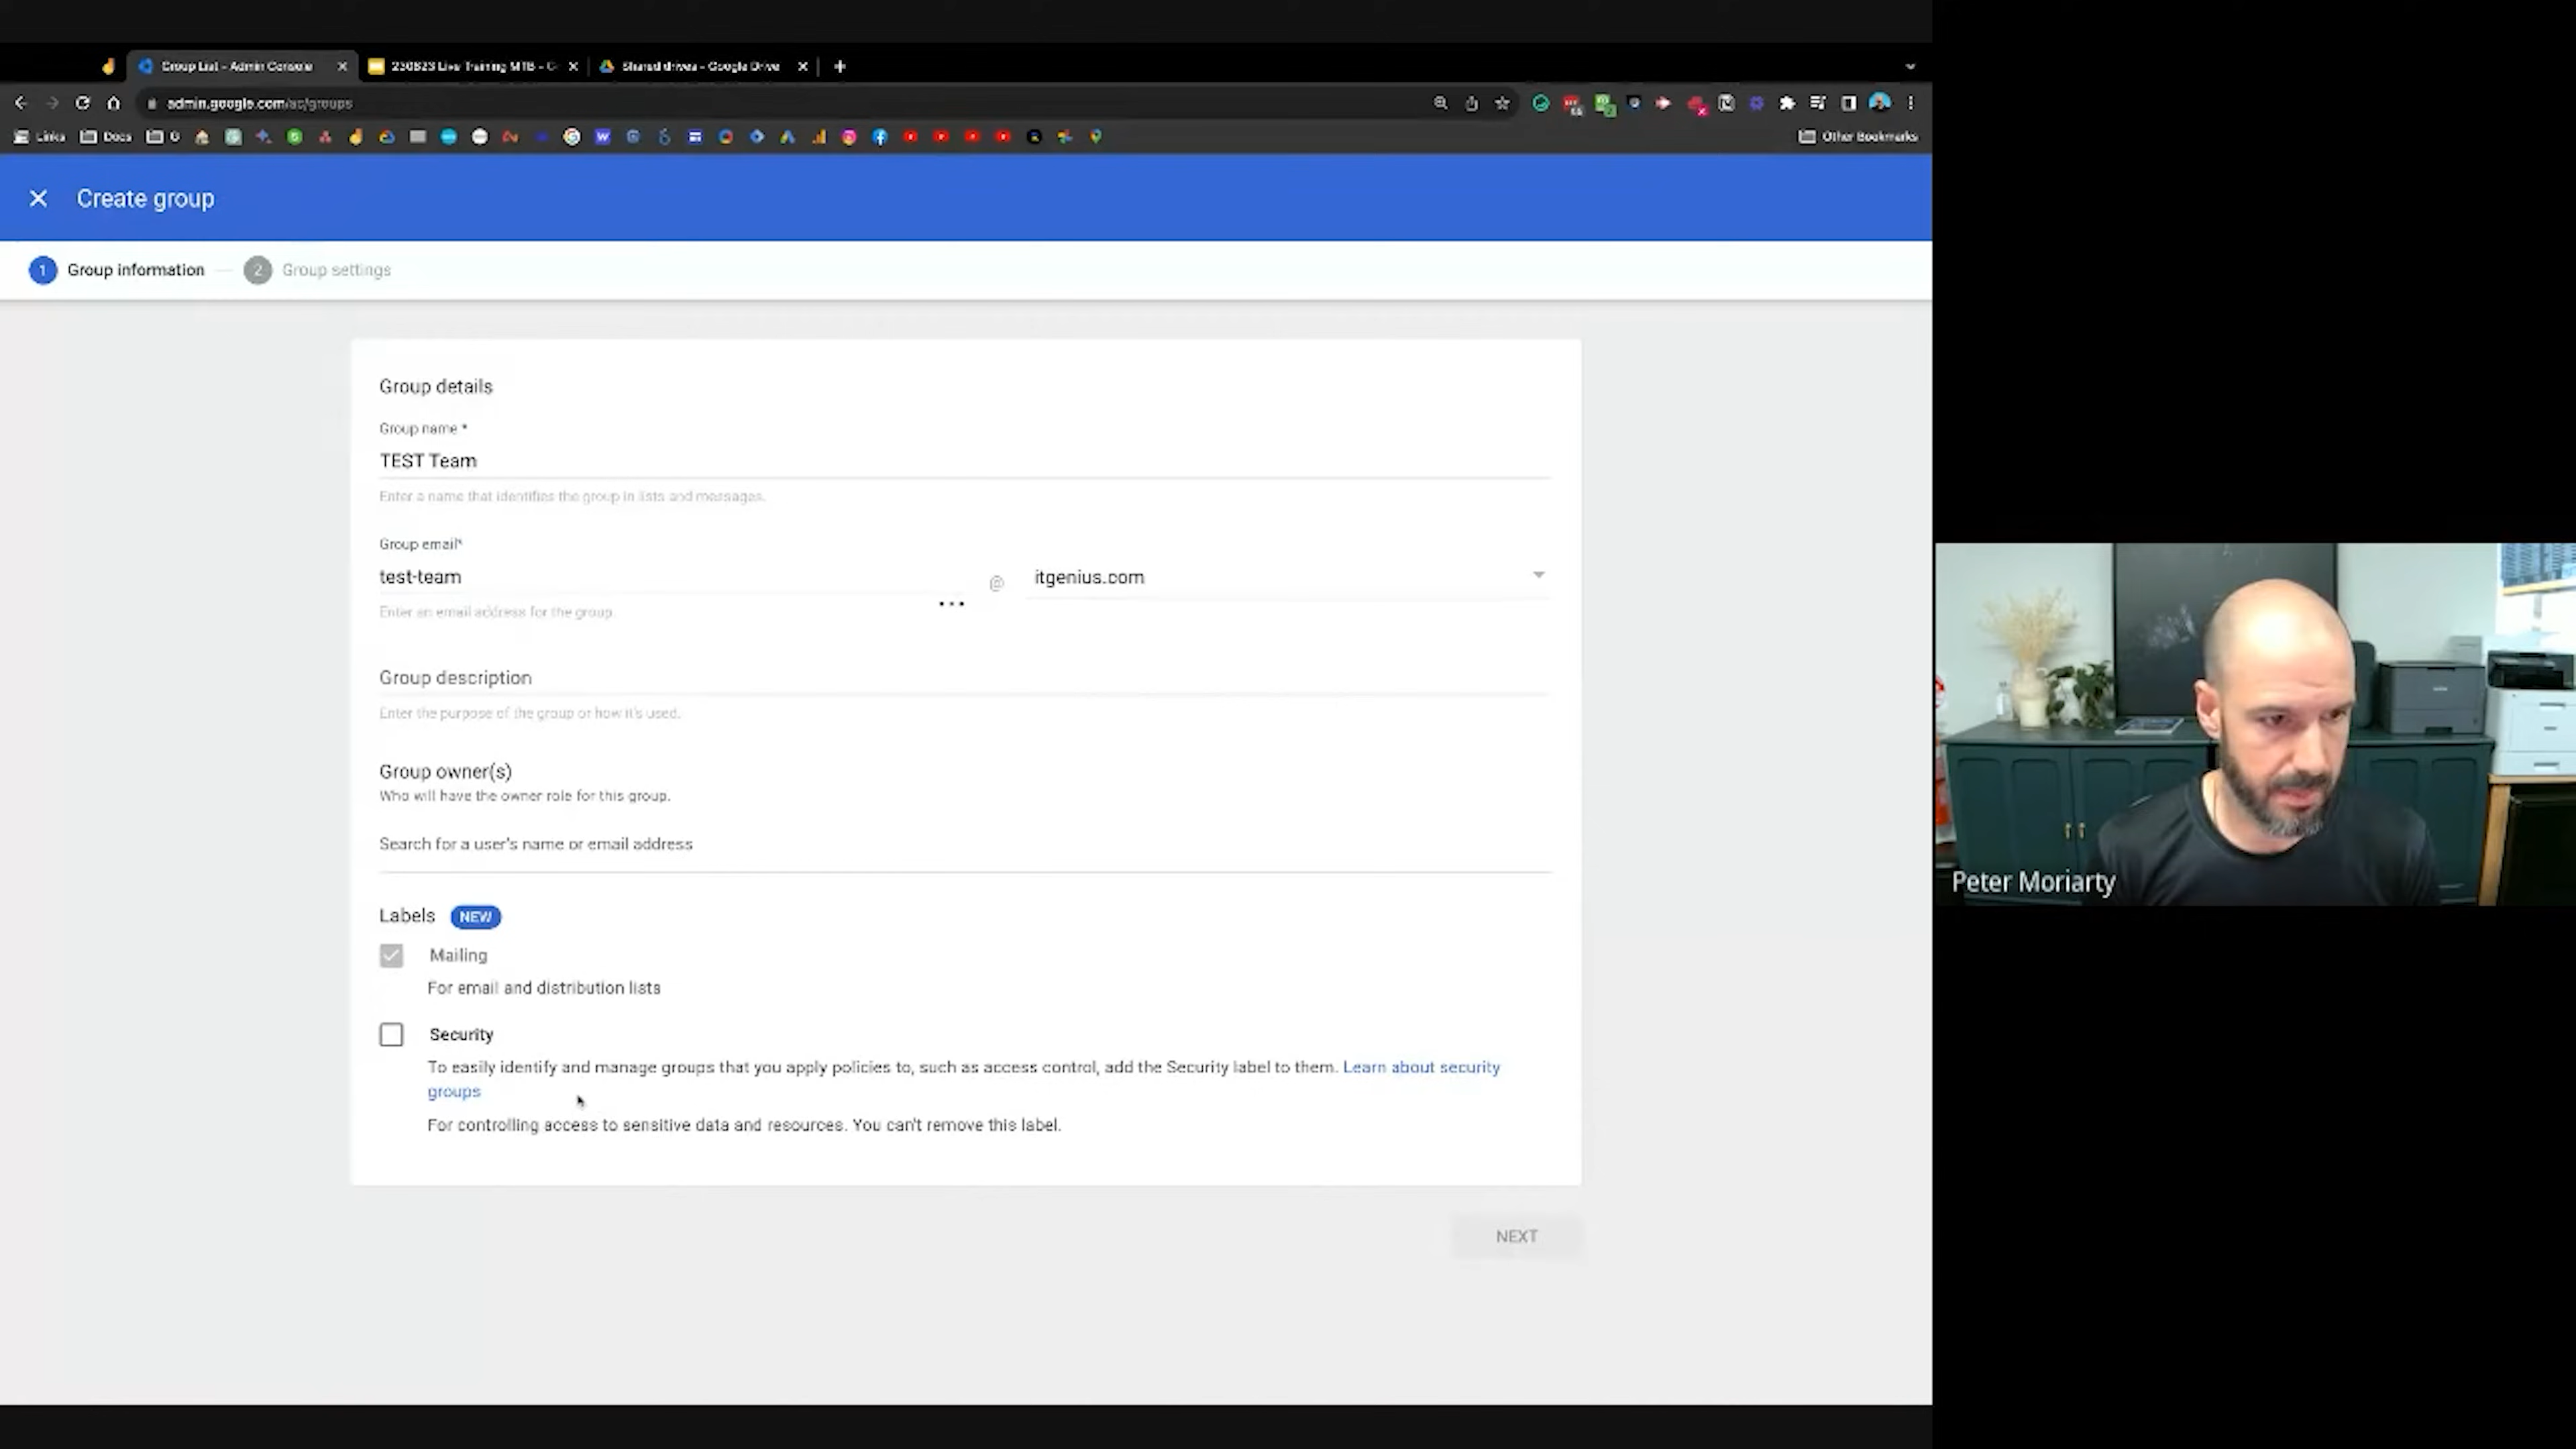 Group List - Admin Console
230823 Live Training MTB - G
Shared drives - Google Drive
admin.google.com/ac/groups
Links
Docs
G
Other Bookmarks
Create group
1 Group information
2 Group settings
Group details
Group name *
TEST Team
Enter a name that identifies the group in lists and messages.
Group email*
test-team @ itgenius.com
Enter an email address for the group.
Group description
Enter the purpose of the group or how it's used.
Group owner(s)
Who will have the owner role for this group.
Search for a user's name or email address
Labels NEW
Mailing
For email and distribution lists
Security
To easily identify and manage groups that you apply policies to, such as access control, add the Security label to them. Learn about security
groups
For controlling access to sensitive data and resources. You can't remove this label.
NEXT
Peter Moriarty